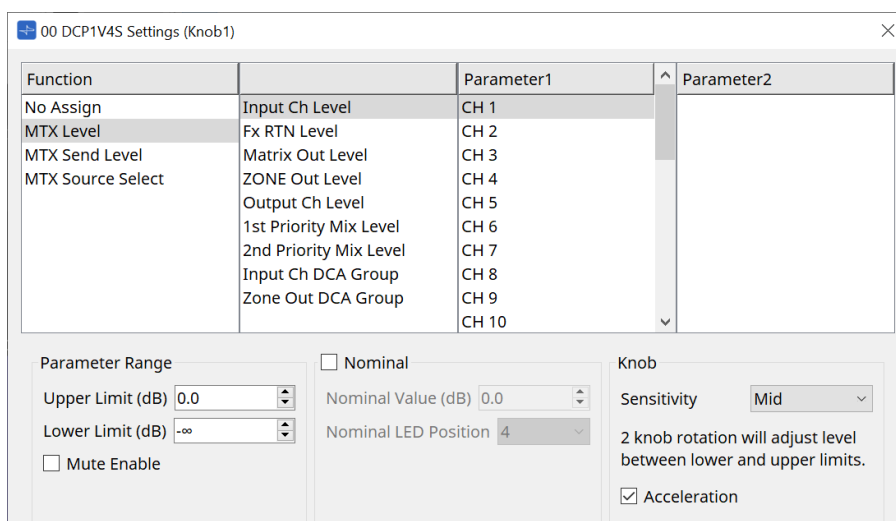 00 DCP1V4S Settings (Knob1)
Function Parameter1 Parameter2
No Assign Input Ch Level CH 1
MTX Level Fx RTN Level CH 2
MTX Send Level Matrix Out Level CH 3
MTX Source Select ZONE Out Level CH 4
Output Ch Level CH 5
1st Priority Mix Level CH 6
2nd Priority Mix Level CH 7
Input Ch DCA Group CH 8
Zone Out DCA Group CH 9
CH 10
Parameter Range
Upper Limit (dB) 0.0
Lower Limit (dB) -∞
Mute Enable
Nominal
Nominal Value (dB) 0.0
Nominal LED Position 4
Knob
Sensitivity Mid
2 knob rotation will adjust level
between lower and upper limits.
Acceleration